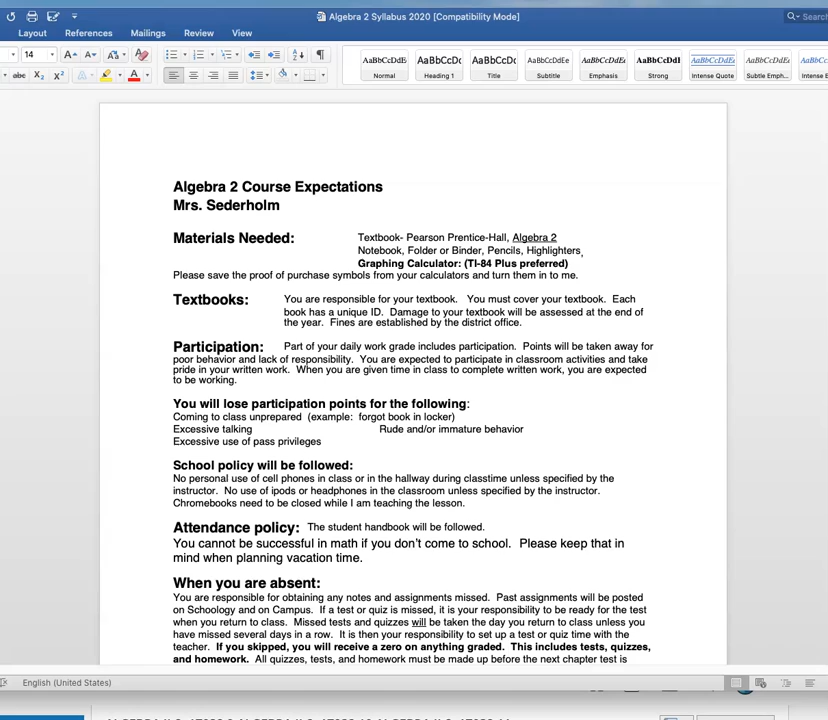 Algebra 2 Syllabus 2020 [Compatibility Mode]
Search
Layout References Mailings Review View
14
AaBbCcDdE AaBbCcDc AaBbCcDc AaBbCcDdEe AaBbCcDdE AaBbCcDdI AaBbCcDdE AaBbCcDdE
abc X₂ X² A A
Normal Heading 1 Title Subtitle Emphasis Strong Intense Quote Subtle Emph... Intense E
Algebra 2 Course Expectations
Mrs. Sederholm
Materials Needed: Textbook- Pearson Prentice-Hall, Algebra 2
Notebook, Folder or Binder, Pencils, Highlighters,
Graphing Calculator: (TI-84 Plus preferred)
Please save the proof of purchase symbols from your calculators and turn them in to me.
Textbooks: You are responsible for your textbook. You must cover your textbook. Each
book has a unique ID. Damage to your textbook will be assessed at the end of
the year. Fines are established by the district office.
Participation: Part of your daily work grade includes participation. Points will be taken away for
poor behavior and lack of responsibility. You are expected to participate in classroom activities and take
pride in your written work. When you are given time in class to complete written work, you are expected
to be working.
You will lose participation points for the following:
Coming to class unprepared (example: forgot book in locker)
Excessive talking Rude and/or immature behavior
Excessive use of pass privileges
School policy will be followed:
No personal use of cell phones in class or in the hallway during classtime unless specified by the
instructor. No use of ipods or headphones in the classroom unless specified by the instructor.
Chromebooks need to be closed while I am teaching the lesson.
Attendance policy: The student handbook will be followed.
You cannot be successful in math if you don't come to school. Please keep that in
mind when planning vacation time.
When you are absent:
You are responsible for obtaining any notes and assignments missed. Past assignments will be posted
on Schoology and on Campus. If a test or quiz is missed, it is your responsibility to be ready for the test
when you return to class. Missed tests and quizzes will be taken the day you return to class unless you
have missed several days in a row. It is then your responsibility to set up a test or quiz time with the
teacher. If you skipped, you will receive a zero on anything graded. This includes tests, quizzes,
and homework. All quizzes, tests, and homework must be made up before the next chapter test is
English (United States)